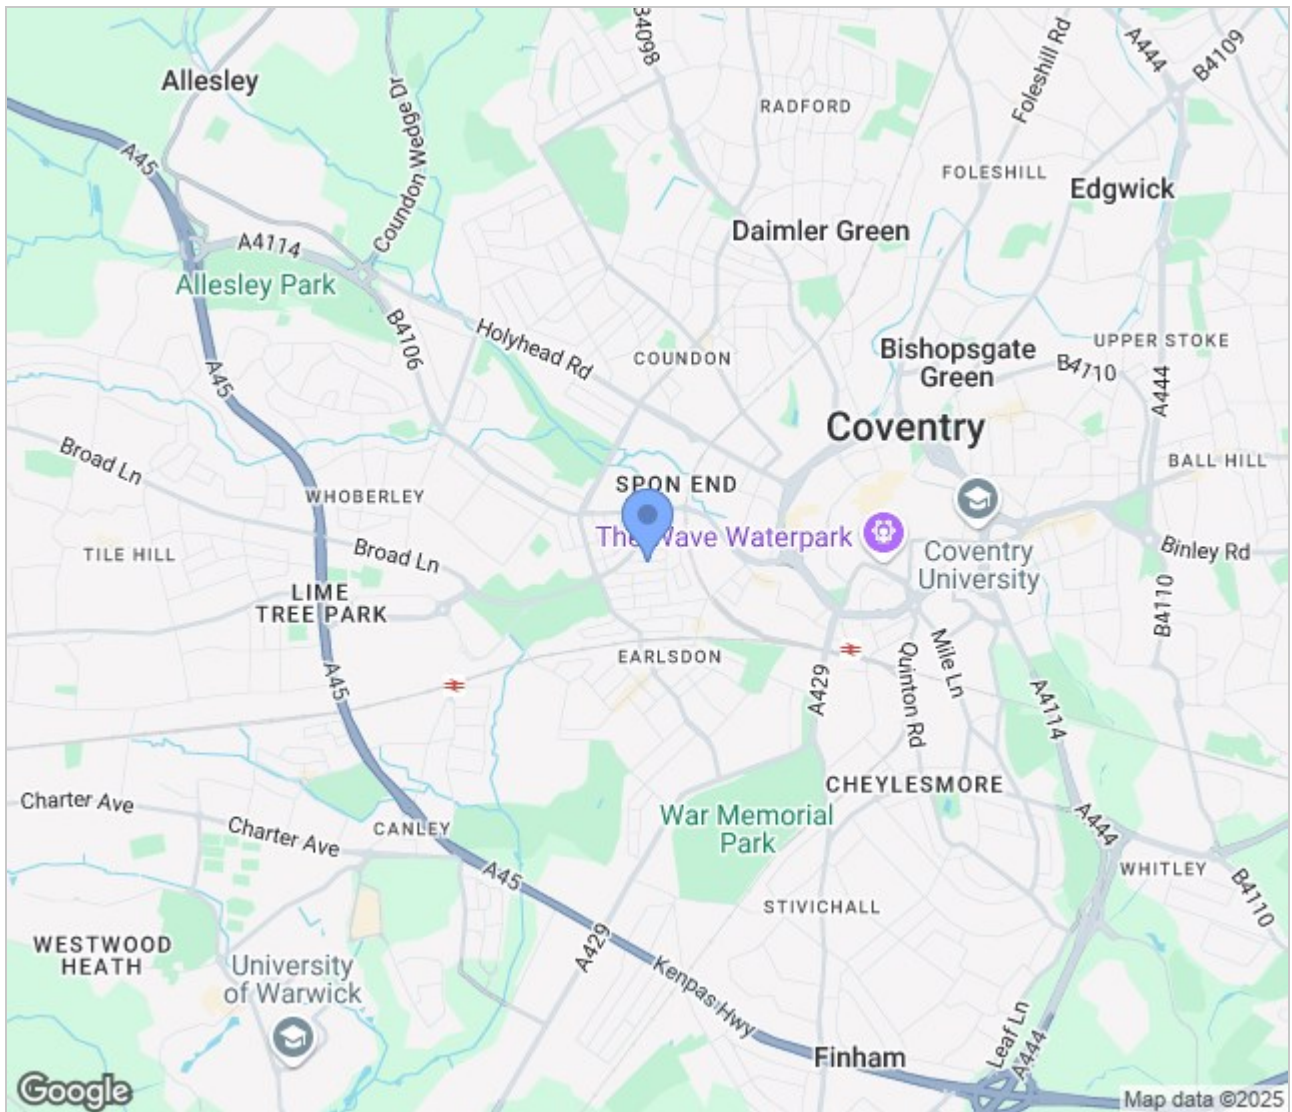 B4098
A444
B4109
Foleshill Rd
Allesley
Coundon Wedge Dr
RADFORD
A45
FOLESHILL
Edgwick
Daimler Green
A4114
Allesley Park
B4106
Holyhead Rd
COUNDON
Bishopsgate
Green
UPPER STOKE
B4110
A45
A444
Coventry
Broad Ln
BALL HILL
SPON END
WHOBERLEY
The Wave Waterpark
Coventry
University
Binley Rd
TILE HILL
Broad Ln
LIME
TREE PARK
B4110
EARLSDON
A45
A429
Quinton Rd
Mile Ln
A4114
CHEYLESMORE
Charter Ave
Charter Ave
CANLEY
War Memorial
Park
A444
WHITLEY
B4110
A45
STIVICHALL
A429
WESTWOOD
HEATH
University
of Warwick
Kenpas Hwy
Finham
Leaf Ln
A444
Google
Map data ©2025